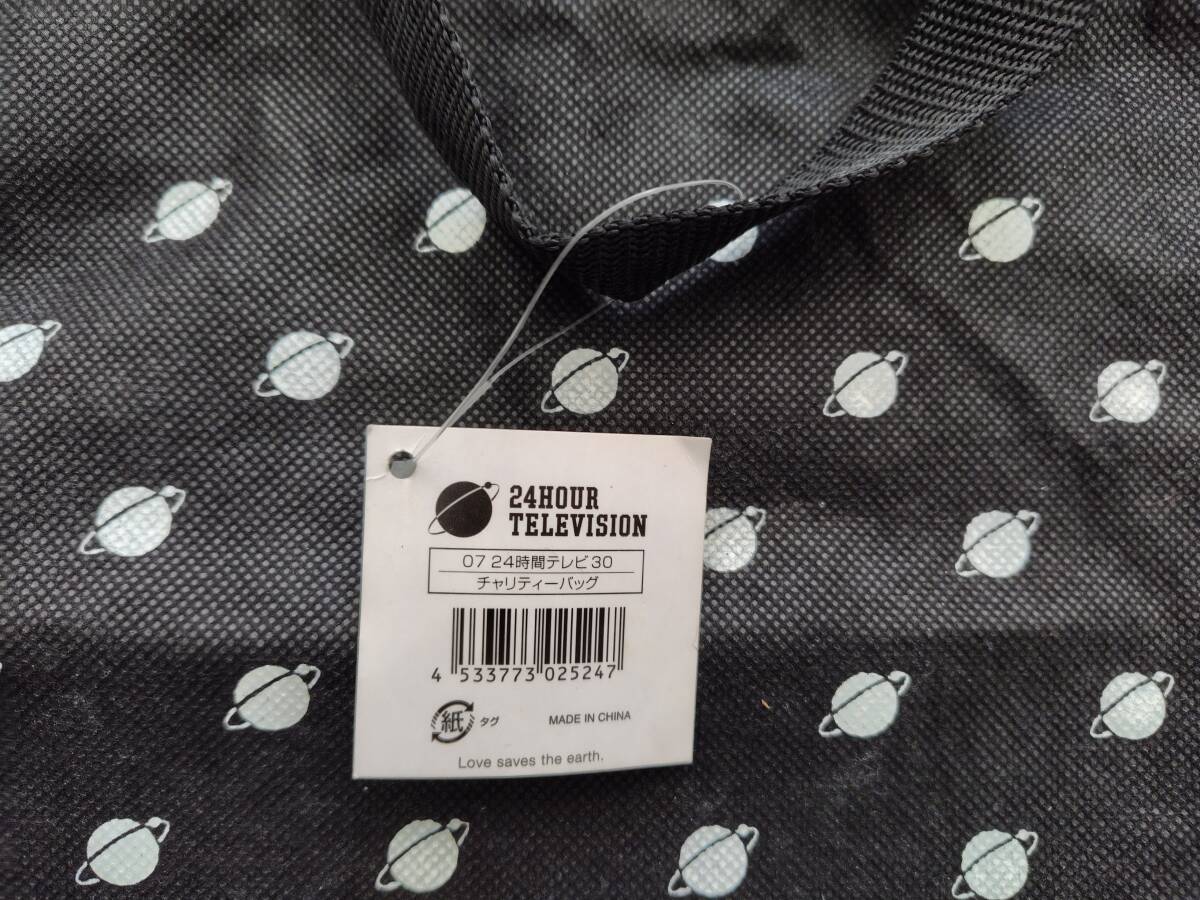 24HOUR
TELEVISION
07 24時間テレビ30
チャリティーバッグ
4 533773 025247
紙 タグ MADE IN CHINA
Love saves the earth.